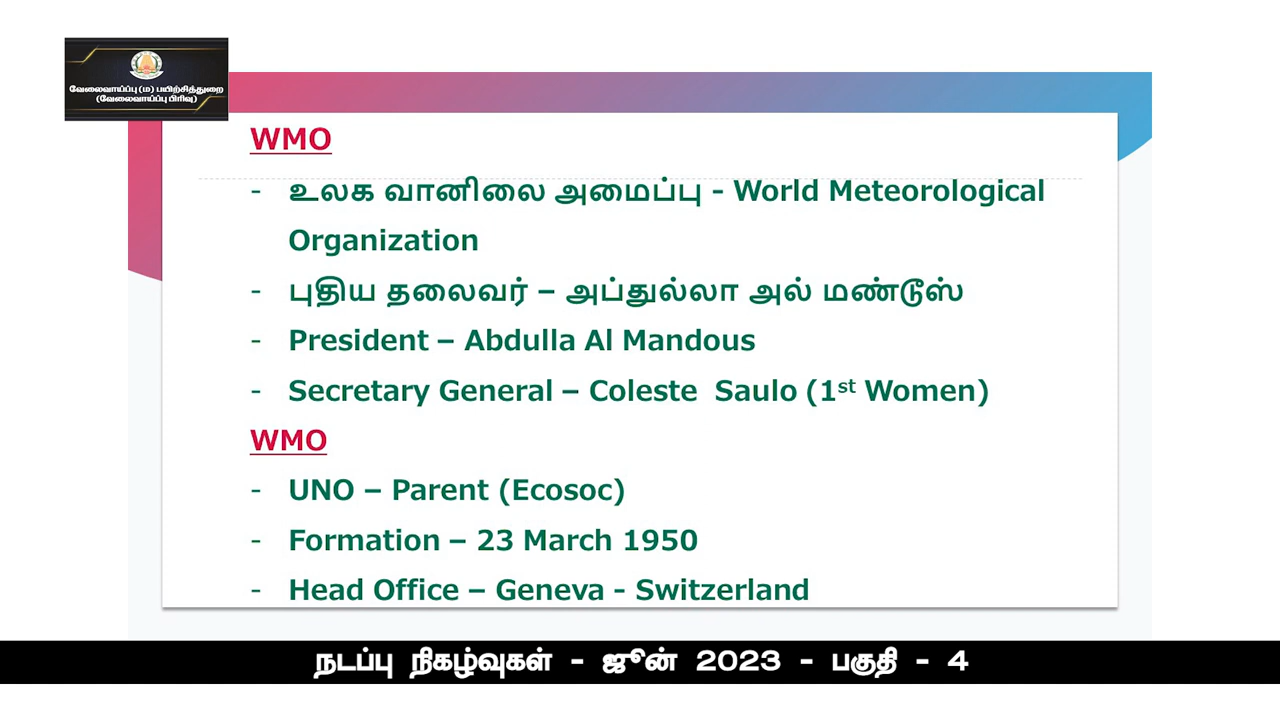 வேலைவாய்ப்பு (ம) பயிற்சித்துறை
(வேலைவாய்ப்பு பிரிவு)
WMO
- உலக வானிலை அமைப்பு - World Meteorological
Organization
- புதிய தலைவர் – அப்துல்லா அல் மண்டூஸ்
- President – Abdulla Al Mandous
- Secretary General – Coleste Saulo (1st Women)
WMO
- UNO – Parent (Ecosoc)
- Formation – 23 March 1950
- Head Office – Geneva - Switzerland
நடப்பு நிகழ்வுகள் - ஜூன் 2023 - பகுதி - 4